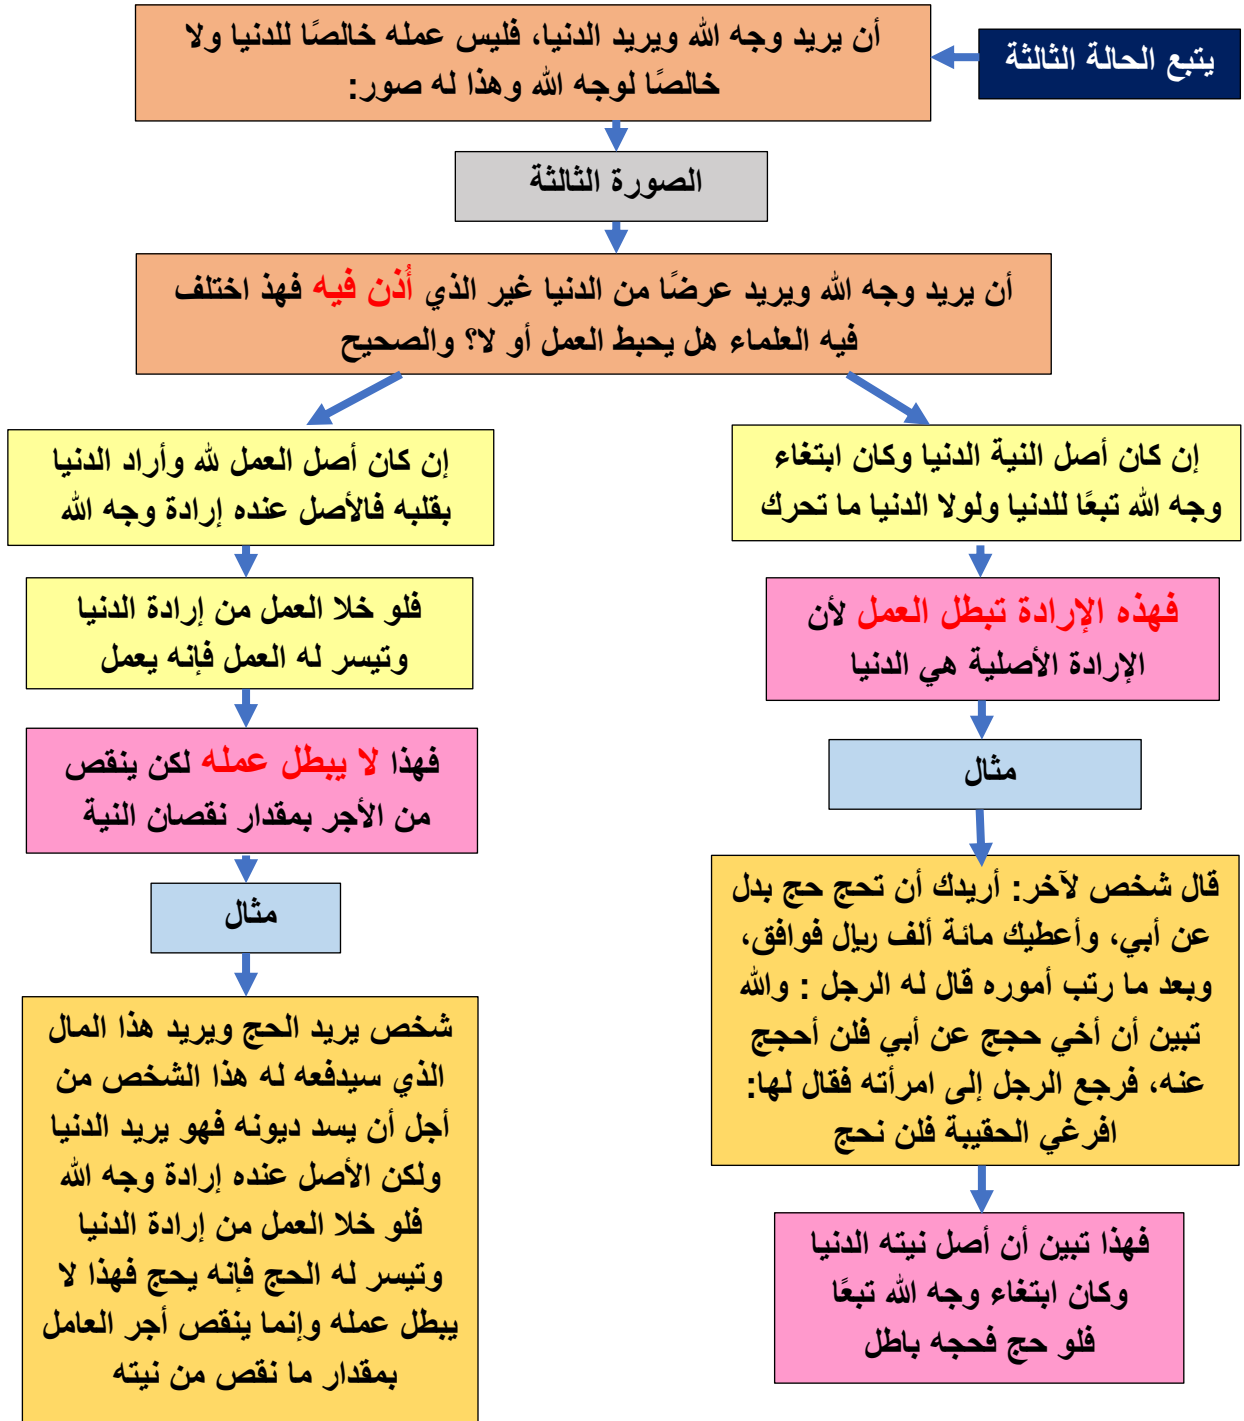 يتبع الحالة الثالثة
أن يريد وجه الله ويريد الدنيا، فليس عمله خالصًا للدنيا ولا
خالصًا لوجه الله وهذا له صور:
الصورة الثالثة
أن يريد وجه الله ويريد عرضًا من الدنيا غير الذي أُذن فيه فهذ اختلف
فيه العلماء هل يحبط العمل أو لا؟ والصحيح
إن كان أصل النية الدنيا وكان ابتغاء
وجه الله تبعًا للدنيا ولولا الدنيا ما تحرك
فهذه الإرادة تبطل العمل لأن
الإرادة الأصلية هي الدنيا
مثال
قال شخص لآخر: أريدك أن تحج حج بدل
عن أبي، وأعطيك مائة ألف ريال فوافق،
وبعد ما رتب أموره قال له الرجل : والله
تبين أن أخي حجج عن أبي فلن أحجج
عنه، فرجع الرجل إلى امرأته فقال لها:
افرغي الحقيبة فلن نحج
فهذا تبين أن أصل نيته الدنيا
وكان ابتغاء وجه الله تبعًا
فلو حج فحجه باطل
إن كان أصل العمل لله وأراد الدنيا
بقلبه فالأصل عنده إرادة وجه الله
فلو خلا العمل من إرادة الدنيا
وتيسر له العمل فإنه يعمل
فهذا لا يبطل عمله لكن ينقص
من الأجر بمقدار نقصان النية
مثال
شخص يريد الحج ويريد هذا المال
الذي سيدفعه له هذا الشخص من
أجل أن يسد ديونه فهو يريد الدنيا
ولكن الأصل عنده إرادة وجه الله
فلو خلا العمل من إرادة الدنيا
وتيسر له الحج فإنه يحج فهذا لا
يبطل عمله وإنما ينقص أجر العامل
بمقدار ما نقص من نيته